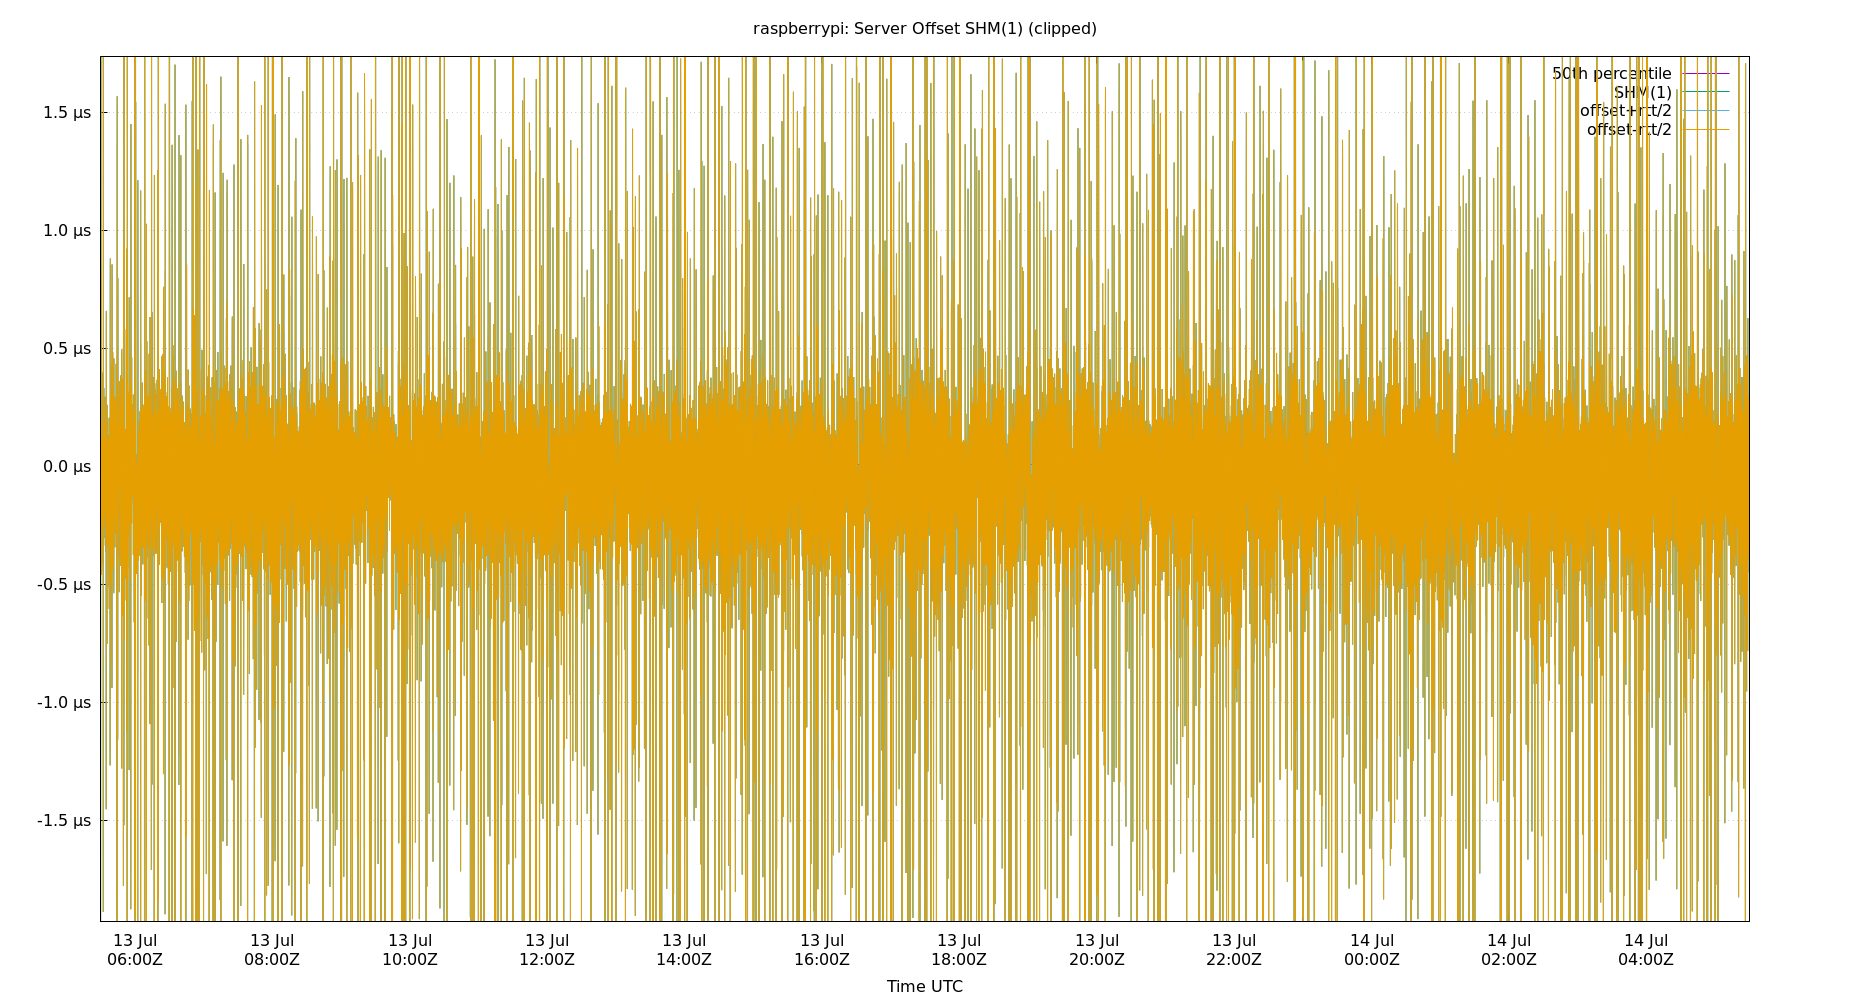 raspberrypi: Server Offset SHM(1) (clipped)
50th percentile
SHM(1)
offset+rtt/2
offset-rtt/2
1.5 µs
1.0 µs
0.5 µs
0.0 µs
-0.5 µs
-1.0 µs
-1.5 µs
13 Jul 13 Jul 13 Jul 13 Jul 13 Jul 13 Jul 13 Jul 13 Jul 13 Jul 14 Jul 14 Jul 14 Jul
06:00Z 08:00Z 10:00Z 12:00Z 14:00Z 16:00Z 18:00Z 20:00Z 22:00Z 00:00Z 02:00Z 04:00Z
Time UTC